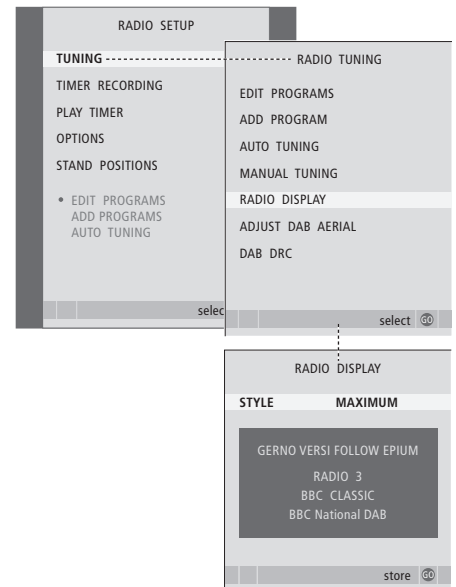 RADIO SETUP
TUNING
TIMER RECORDING
PLAY TIMER
OPTIONS
STAND POSITIONS
• EDIT PROGRAMS
ADD PROGRAMS
AUTO TUNING
selec
RADIO TUNING
EDIT PROGRAMS
ADD PROGRAM
AUTO TUNING
MANUAL TUNING
RADIO DISPLAY
ADJUST DAB AERIAL
DAB DRC
select GO
RADIO DISPLAY
STYLE MAXIMUM
GERNO VERSI FOLLOW EPIUM
RADIO 3
BBC CLASSIC
BBC National DAB
store GO